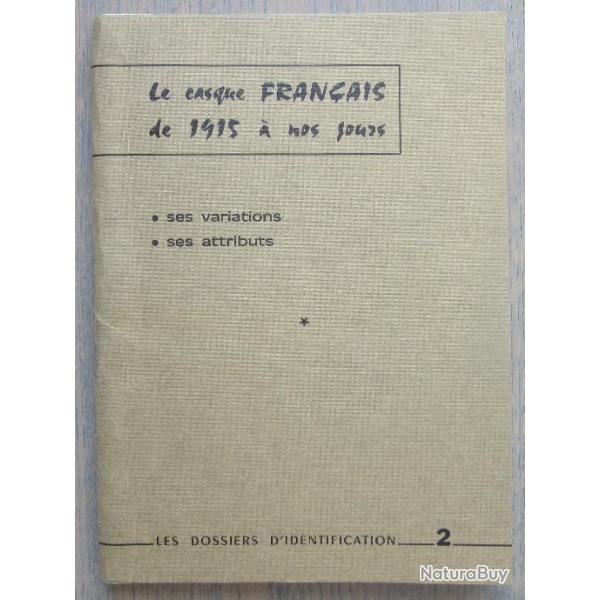 Le casque FRANÇAIS
de 1915 à nos jours
• ses variations
• ses attributs
*
LES DOSSIERS D'IDENTIFICATION 2
NaturaBuy